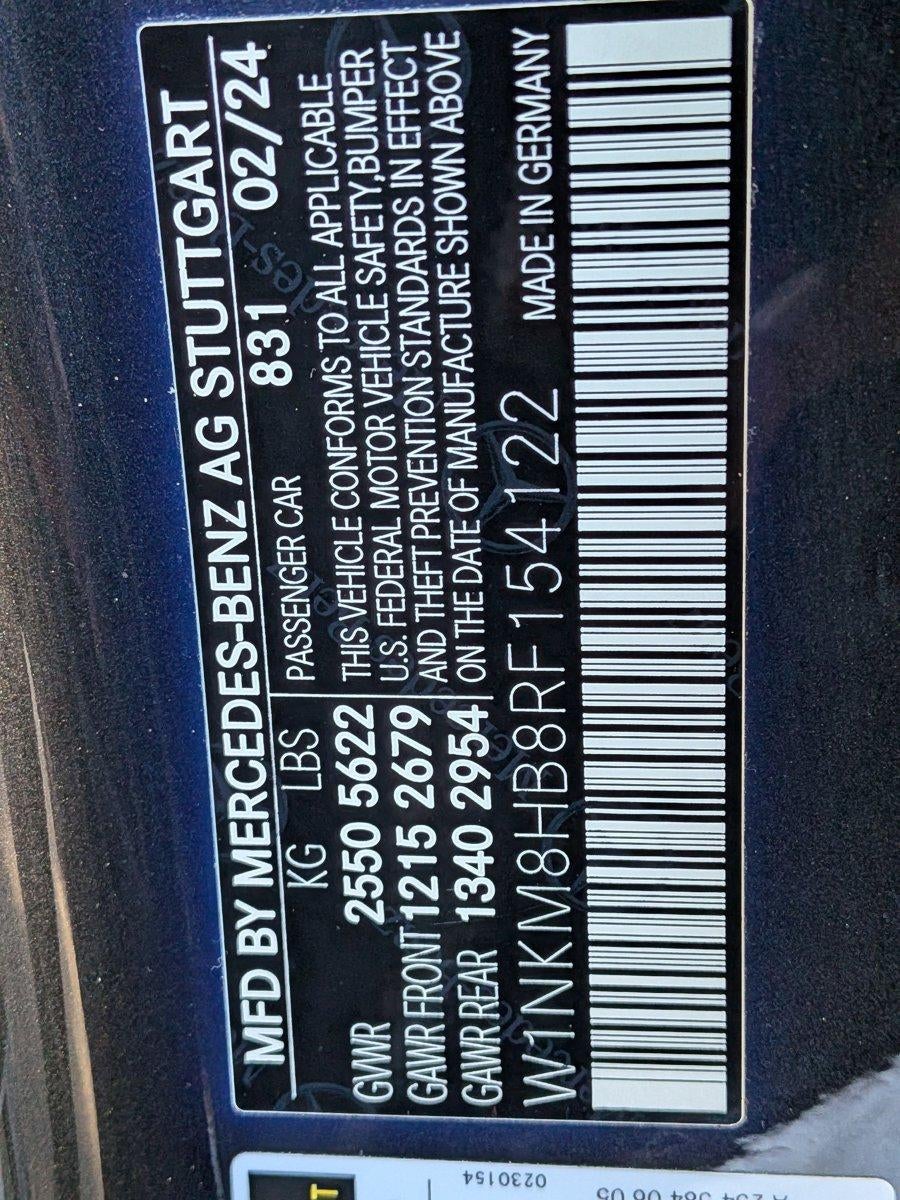 MFD BY MERCEDES-BENZ AG STUTTGART
831 02/24
KG LBS
PASSENGER CAR
GVWR 2550 5622
GAWR FRONT 1215 2679
GAWR REAR 1340 2954
THIS VEHICLE CONFORMS TO ALL APPLICABLE
U.S. FEDERAL MOTOR VEHICLE SAFETY,BUMPER
AND THEFT PREVENTION STANDARDS IN EFFECT
ON THE DATE OF MANUFACTURE SHOWN ABOVE
W1NKM8HB8RF154122
MADE IN GERMANY
0230154